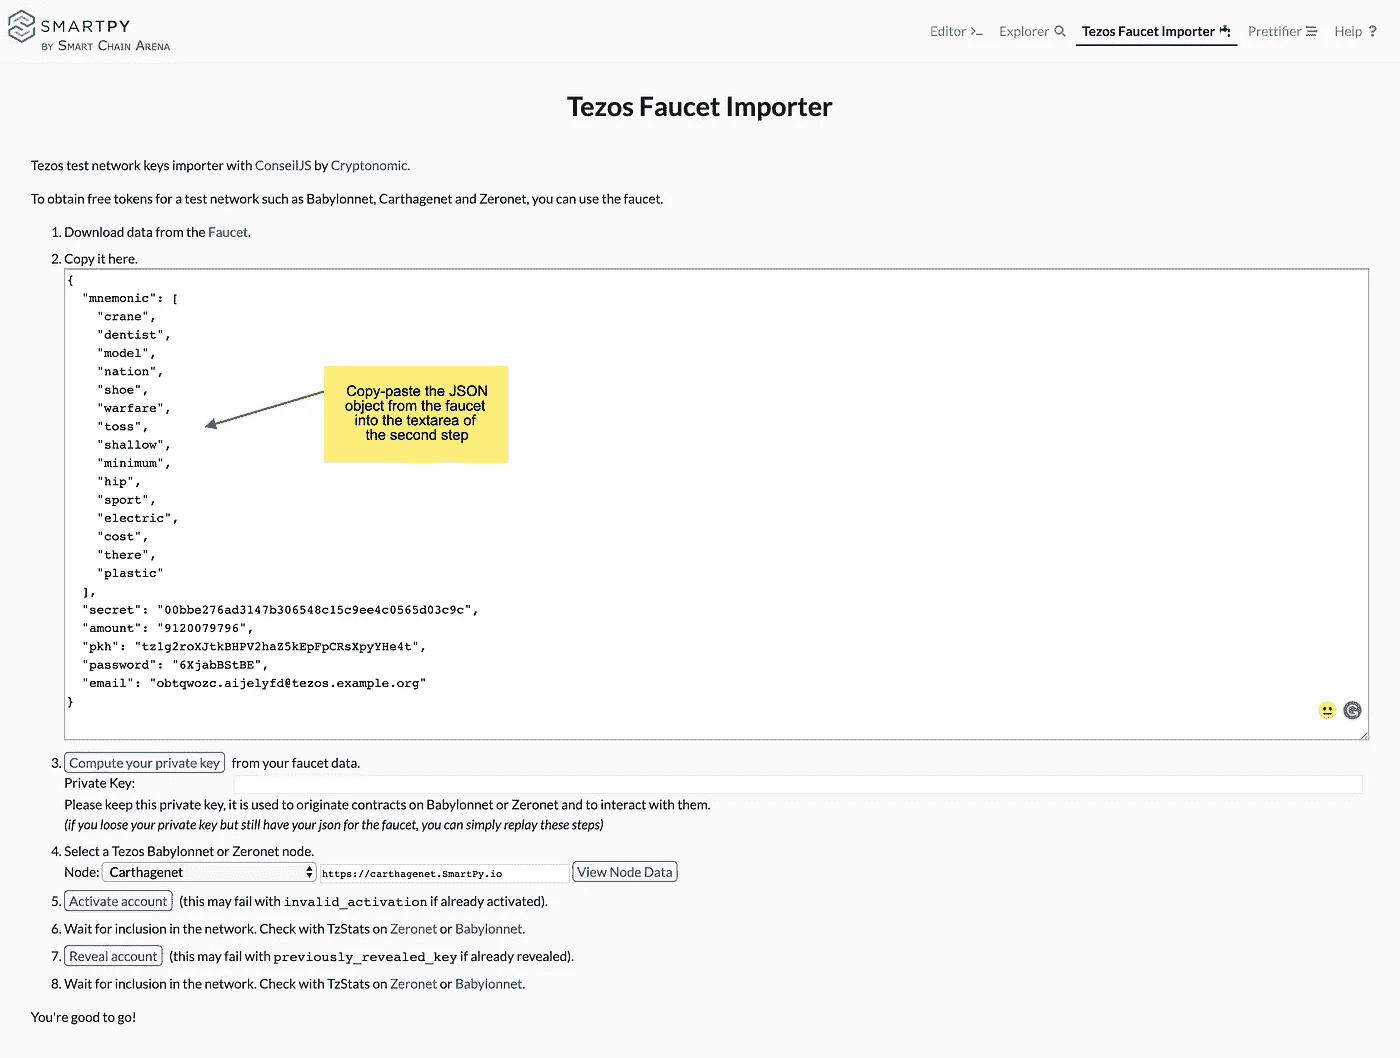 SMARTPY
BY SMART CHAIN ARENA
Editor >_ Explorer Tezos Faucet Importer Prettifier Help ?
Tezos Faucet Importer
Tezos test network keys importer with ConseilJS by Cryptonomic.
To obtain free tokens for a test network such as Babylonnet, Carthagenet and Zeronet, you can use the faucet.
1. Download data from the Faucet.
2. Copy it here.
{
"mnemonic": [
"crane",
"dentist",
"model",
"nation",
"shoe",
"warfare",
"toss",
"shallow",
"minimum",
"hip",
"sport",
"electric",
"cost",
"there",
"plastic"
],
"secret": "00bbe276ad3147b306548c15c9ee4c0565d03c9c",
"amount": "9120079796",
"pkh": "tz1g2roXJtkBHPV2haZ5kEpFpCRsXpyYHe4t",
"password": "6XjabBStBE",
"email": "obtqwozc.aijelyfd@tezos.example.org"
}
Copy-paste the JSON
object from the faucet
into the textarea of
the second step
3. Compute your private key from your faucet data.
Private Key:
Please keep this private key, it is used to originate contracts on Babylonnet or Zeronet and to interact with them.
(if you loose your private key but still have your json for the faucet, you can simply replay these steps)
4. Select a Tezos Babylonnet or Zeronet node.
Node: Carthagenet https://carthagenet.SmartPy.io View Node Data
5. Activate account (this may fail with invalid_activation if already activated).
6. Wait for inclusion in the network. Check with TzStats on Zeronet or Babylonnet.
7. Reveal account (this may fail with previously_revealed_key if already revealed).
8. Wait for inclusion in the network. Check with TzStats on Zeronet or Babylonnet.
You're good to go!